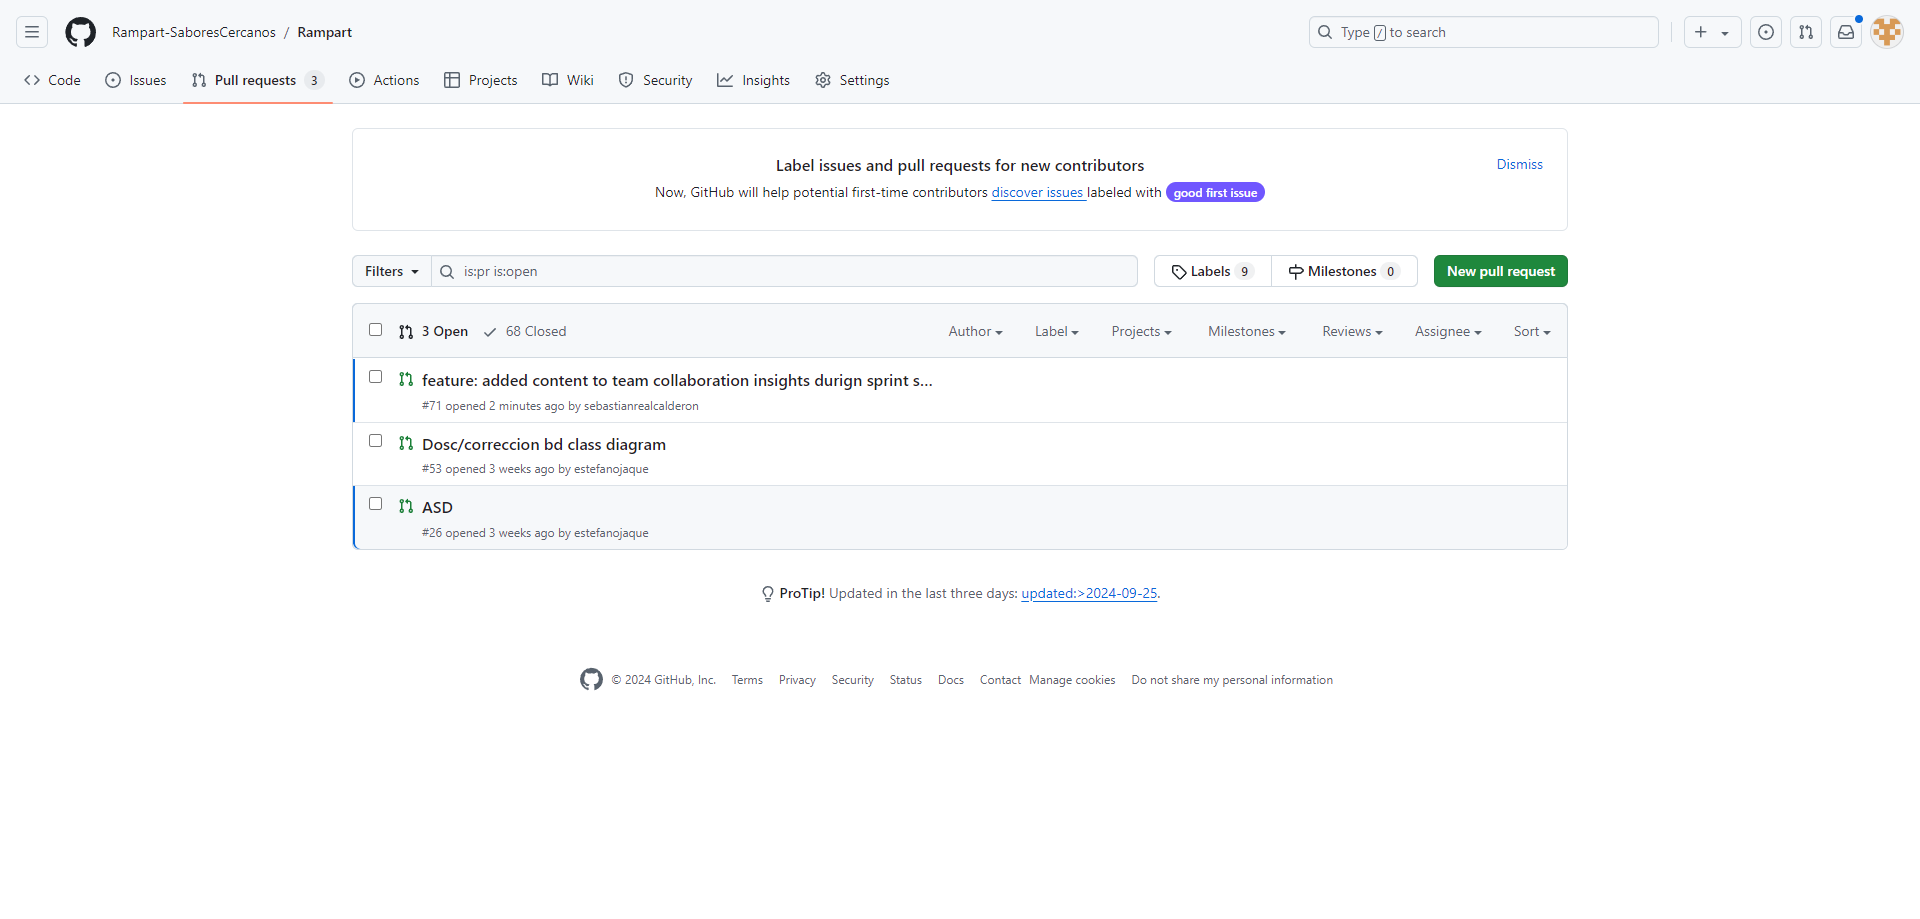 Rampart-SaboresCercanos / Rampart
Type / to search
Code Issues Pull requests 3 Actions Projects Wiki Security Insights Settings
Label issues and pull requests for new contributors
Dismiss
Now, GitHub will help potential first-time contributors discover issues labeled with good first issue
Filters is:pr is:open Labels 9 Milestones 0 New pull request
3 Open 68 Closed Author Label Projects Milestones Reviews Assignee Sort
feature: added content to team collaboration insights durign sprint s...
#71 opened 2 minutes ago by sebastianrealcalderon
Dosc/correccion bd class diagram
#53 opened 3 weeks ago by estefanojaque
ASD
#26 opened 3 weeks ago by estefanojaque
ProTip! Updated in the last three days: updated:>2024-09-25.
© 2024 GitHub, Inc. Terms Privacy Security Status Docs Contact Manage cookies Do not share my personal information